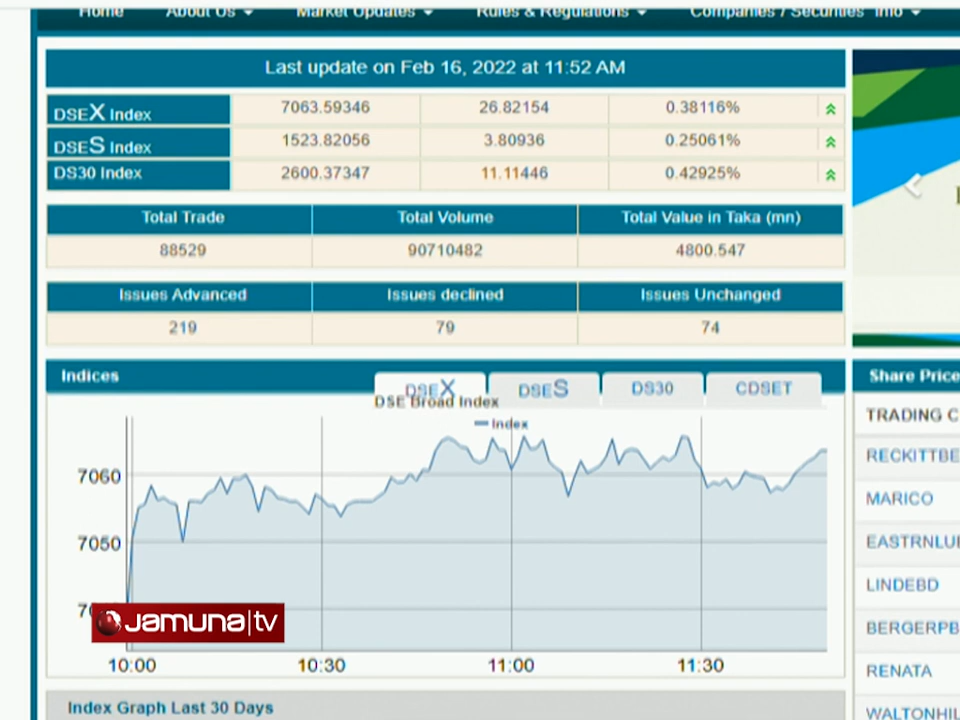 Home About Us Market Updates Rules & Regulations Companies / Securities Info
Last update on Feb 16, 2022 at 11:52 AM
DSEX Index 7063.59346 26.82154 0.38116%
DSES Index 1523.82056 3.80936 0.25061%
DS30 Index 2600.37347 11.11446 0.42925%
Total Trade Total Volume Total Value in Taka (mn)
88529 90710482 4800.547
Issues Advanced Issues declined Issues Unchanged
219 79 74
Indices Share Price
DSEX DSES DS30 CDSET
DSE Broad Index
Index
TRADING C
7060
7050
10:00 10:30 11:00 11:30
RECKITTBE
MARICO
EASTRNLU
LINDEBD
BERGERPB
RENATA
WALTONHIL
Jamuna|tv
Index Graph Last 30 Days